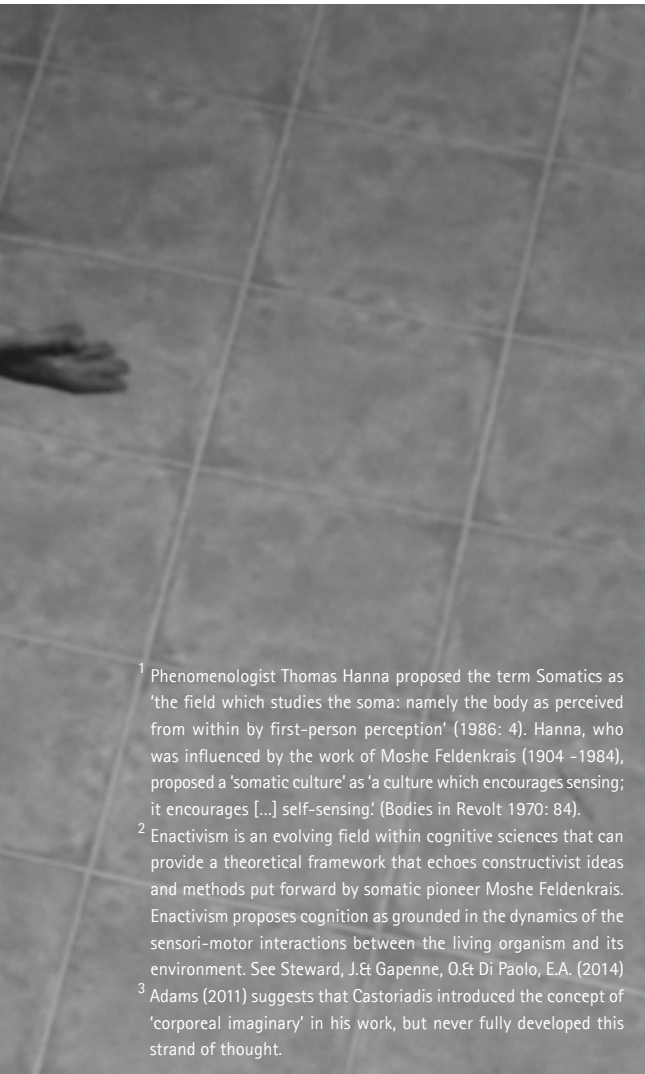 1 Phenomenologist Thomas Hanna proposed the term Somatics as
'the field which studies the soma: namely the body as perceived
from within by first-person perception' (1986: 4). Hanna, who
was influenced by the work of Moshe Feldenkrais (1904 -1984),
proposed a 'somatic culture' as 'a culture which encourages sensing;
it encourages [...] self-sensing.' (Bodies in Revolt 1970: 84).
2 Enactivism is an evolving field within cognitive sciences that can
provide a theoretical framework that echoes constructivist ideas
and methods put forward by somatic pioneer Moshe Feldenkrais.
Enactivism proposes cognition as grounded in the dynamics of the
sensori-motor interactions between the living organism and its
environment. See Steward, J.& Gapenne, O.& Di Paolo, E.A. (2014)
3 Adams (2011) suggests that Castoriadis introduced the concept of
'corporeal imaginary' in his work, but never fully developed this
strand of thought.